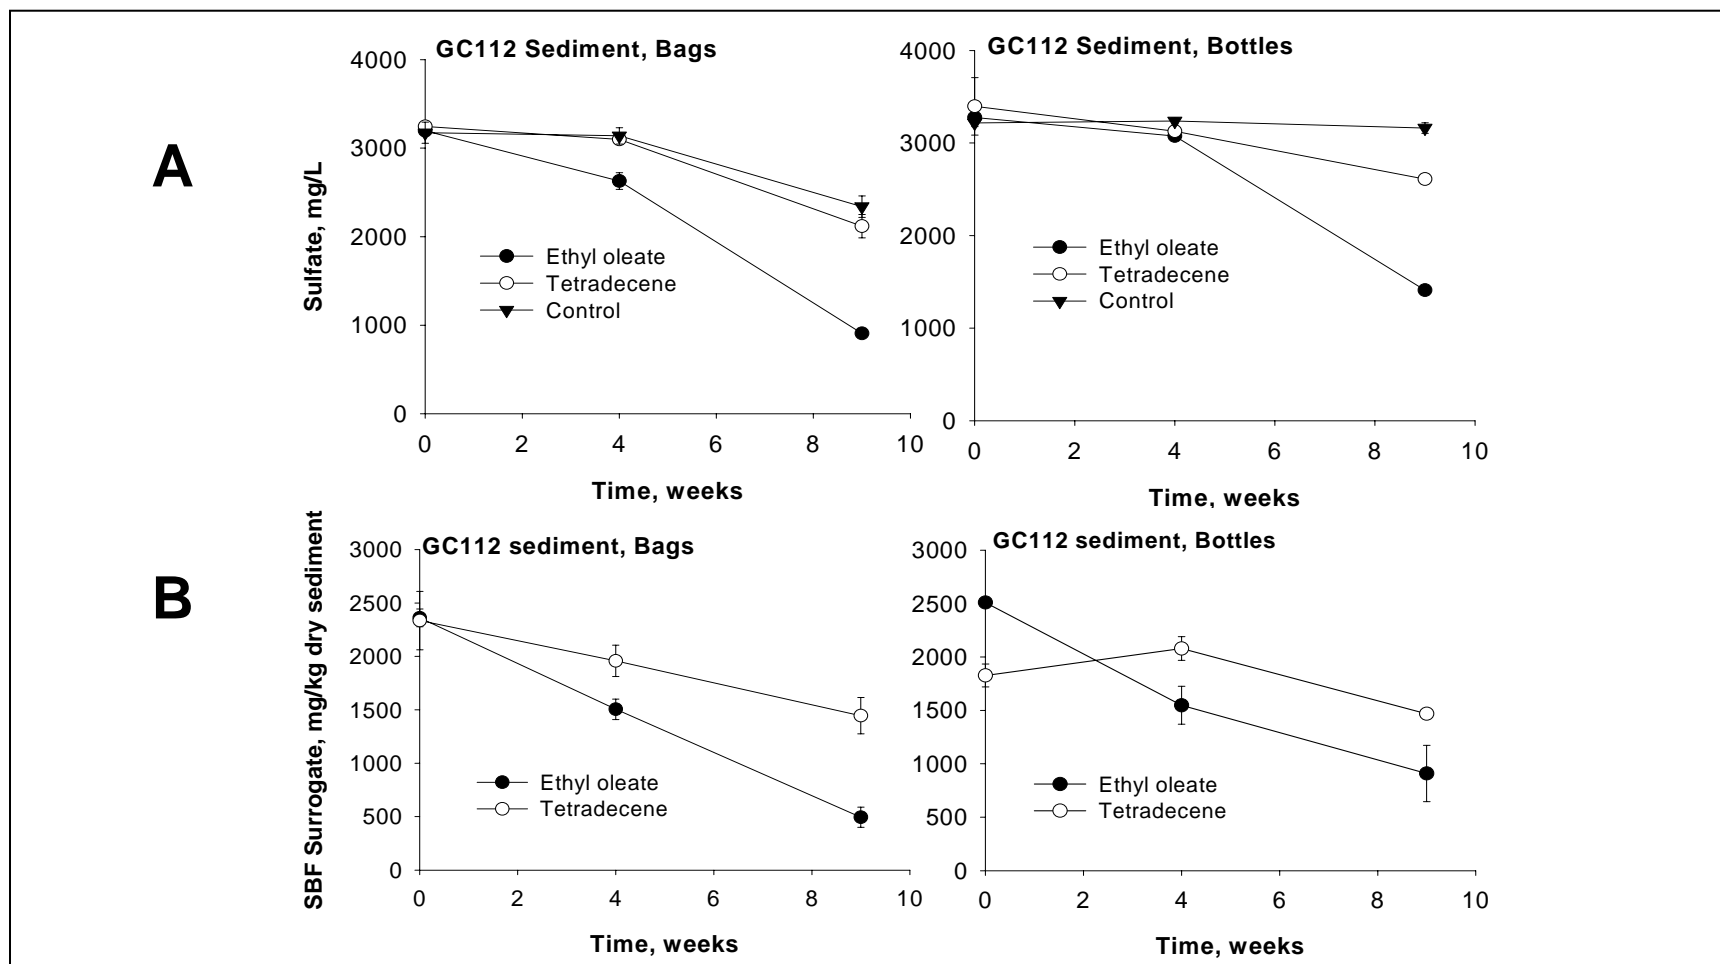 A
GC112 Sediment, Bags
Sulfate, mg/L
4000
3000
2000
1000
0
Ethyl oleate
Tetradecene
Control
0 2 4 6 8 10
Time, weeks
GC112 Sediment, Bottles
4000
3000
2000
1000
0
Ethyl oleate
Tetradecene
Control
0 2 4 6 8 10
Time, weeks
B
GC112 sediment, Bags
SBF Surrogate, mg/kg dry sediment
3000
2500
2000
1500
1000
500
0
Ethyl oleate
Tetradecene
0 2 4 6 8 10
Time, weeks
GC112 sediment, Bottles
3000
2500
2000
1500
1000
500
0
Ethyl oleate
Tetradecene
0 2 4 6 8 10
Time, weeks